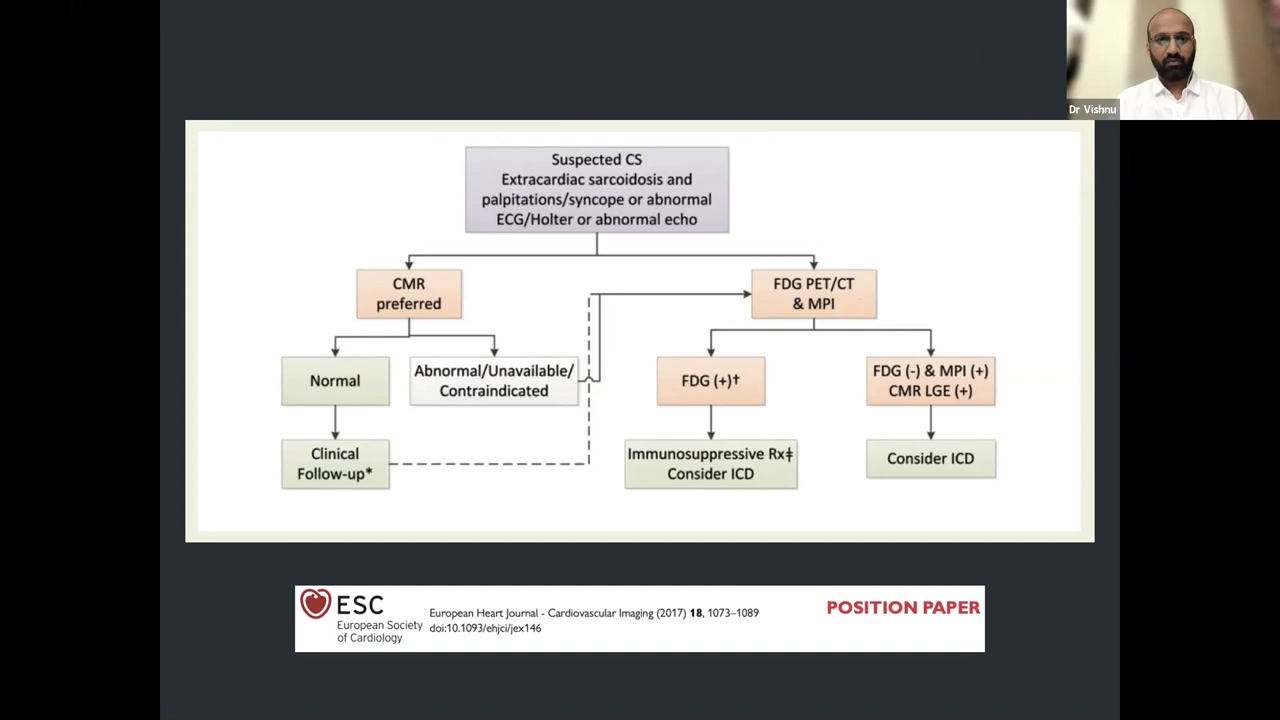 Dr Vishnu
Suspected CS
Extracardiac sarcoidosis and
palpitations/syncope or abnormal
ECG/Holter or abnormal echo
CMR
preferred
FDG PET/CT
& MPI
Normal
Abnormal/Unavailable/
Contraindicated
FDG (+)†
FDG (-) & MPI (+)
CMR LGE (+)
Clinical
Follow-up*
Immunosuppressive Rx‡
Consider ICD
Consider ICD
ESC
European Society
of Cardiology
European Heart Journal - Cardiovascular Imaging (2017) 18, 1073–1089
doi:10.1093/ehjci/jex146
POSITION PAPER